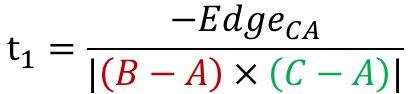 t₁ = −Edge_CA / |(B − A) × (C − A)|